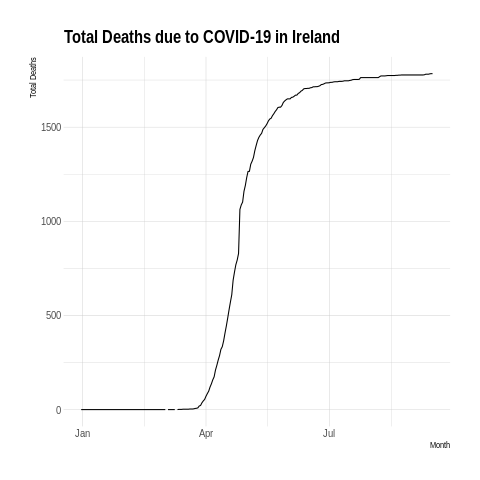 Total Deaths due to COVID-19 in Ireland
Total Deaths
1500
1000
500
0
Jan Apr Jul
Month